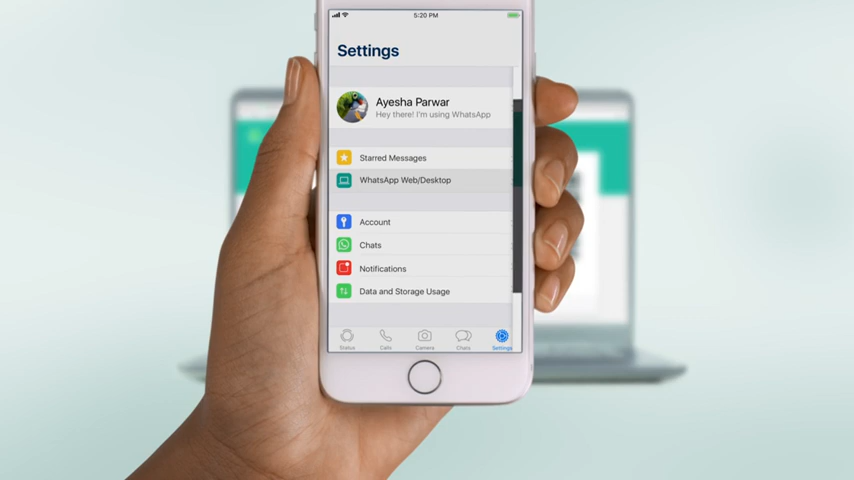 5:20 PM
Settings
Ayesha Parwar
Hey there! I'm using WhatsApp
Starred Messages
WhatsApp Web/Desktop
Account
Chats
Notifications
Data and Storage Usage
Status Calls Camera Chats Settings